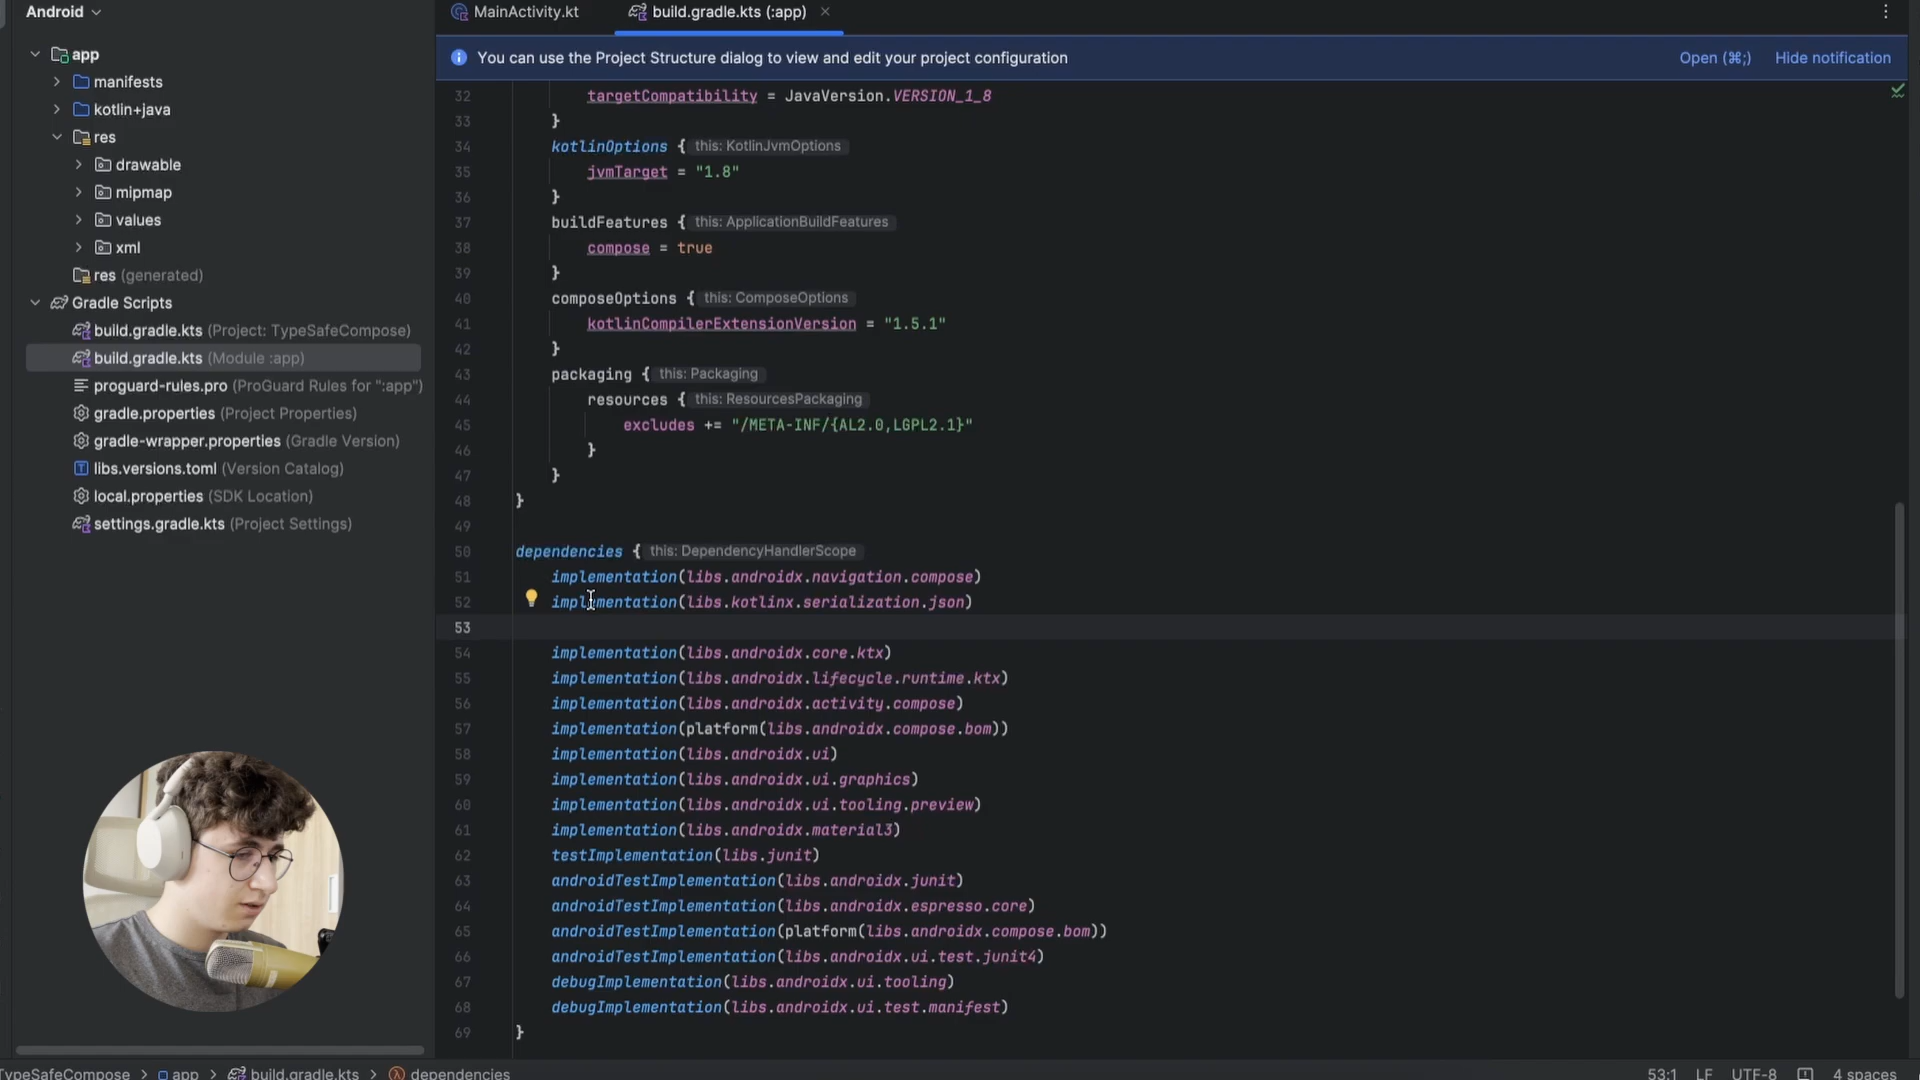 Android
app
manifests
kotlin+java
res
drawable
mipmap
values
xml
res (generated)
Gradle Scripts
build.gradle.kts (Project: TypeSafeCompose)
build.gradle.kts (Module :app)
proguard-rules.pro (ProGuard Rules for ":app")
gradle.properties (Project Properties)
gradle-wrapper.properties (Gradle Version)
libs.versions.toml (Version Catalog)
local.properties (SDK Location)
settings.gradle.kts (Project Settings)
MainActivity.kt build.gradle.kts (:app)
You can use the Project Structure dialog to view and edit your project configuration Open (⌘;) Hide notification
32 targetCompatibility = JavaVersion.VERSION_1_8
33 }
34 kotlinOptions { this: KotlinJvmOptions
35 jvmTarget = "1.8"
36 }
37 buildFeatures { this: ApplicationBuildFeatures
38 compose = true
39 }
40 composeOptions { this: ComposeOptions
41 kotlinCompilerExtensionVersion = "1.5.1"
42 }
43 packaging { this: Packaging
44 resources { this: ResourcesPackaging
45 excludes += "/META-INF/{AL2.0,LGPL2.1}"
46 }
47 }
48 }
49
50 dependencies { this: DependencyHandlerScope
51 implementation(libs.androidx.navigation.compose)
52 implementation(libs.kotlinx.serialization.json)
53
54 implementation(libs.androidx.core.ktx)
55 implementation(libs.androidx.lifecycle.runtime.ktx)
56 implementation(libs.androidx.activity.compose)
57 implementation(platform(libs.androidx.compose.bom))
58 implementation(libs.androidx.ui)
59 implementation(libs.androidx.ui.graphics)
60 implementation(libs.androidx.ui.tooling.preview)
61 implementation(libs.androidx.material3)
62 testImplementation(libs.junit)
63 androidTestImplementation(libs.androidx.junit)
64 androidTestImplementation(libs.androidx.espresso.core)
65 androidTestImplementation(platform(libs.androidx.compose.bom))
66 androidTestImplementation(libs.androidx.ui.test.junit4)
67 debugImplementation(libs.androidx.ui.tooling)
68 debugImplementation(libs.androidx.ui.test.manifest)
69 }
TypeSafeCompose > app > build.gradle.kts > dependencies 53:1 LF UTF-8 4 spaces